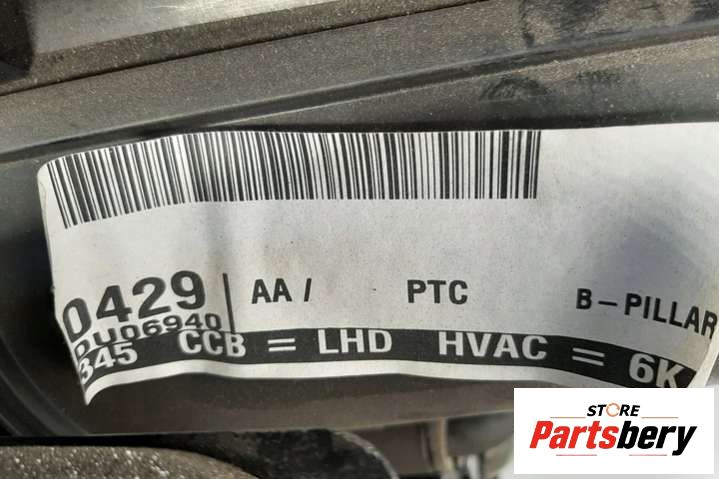 0429 AA / PTC B-PILLAR
DU06940
345 CCB = LHD HVAC = 6K
STORE
Partsbery